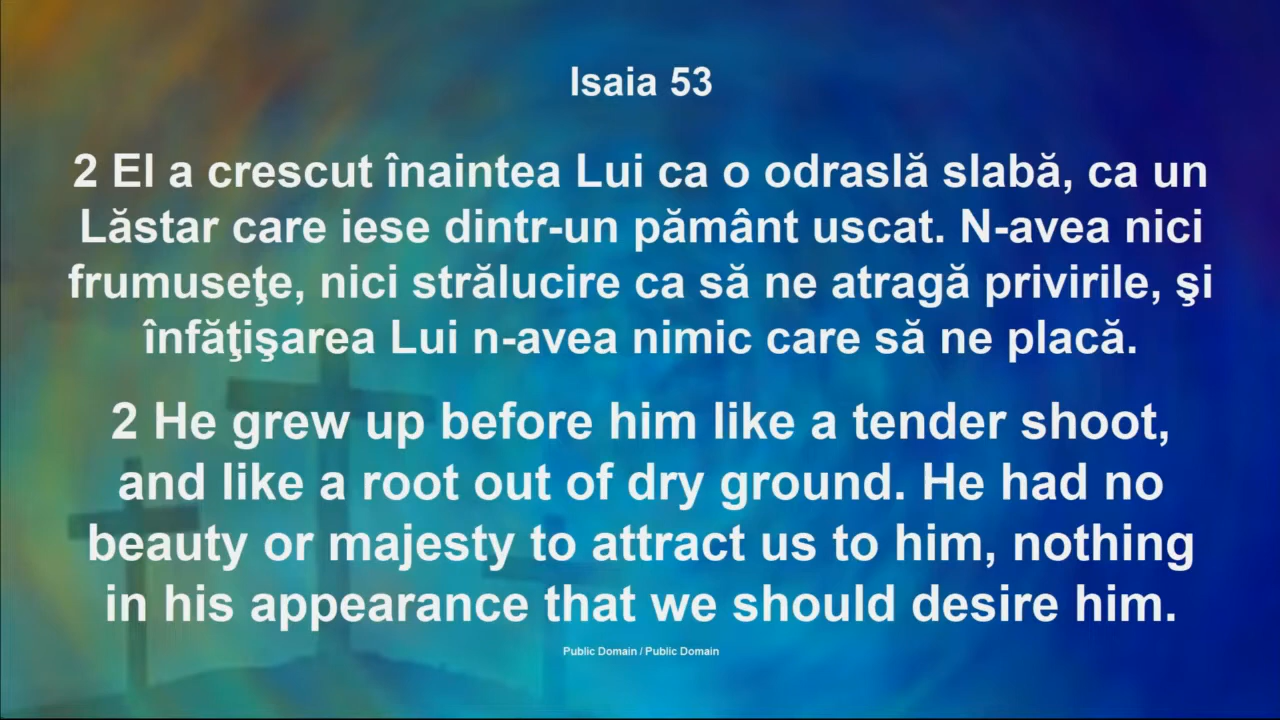 Isaia 53
2 El a crescut înaintea Lui ca o odraslă slabă, ca un
Lăstar care iese dintr-un pământ uscat. N-avea nici
frumuseţe, nici strălucire ca să ne atragă privirile, şi
înfăţişarea Lui n-avea nimic care să ne placă.
2 He grew up before him like a tender shoot,
and like a root out of dry ground. He had no
beauty or majesty to attract us to him, nothing
in his appearance that we should desire him.
Public Domain / Public Domain